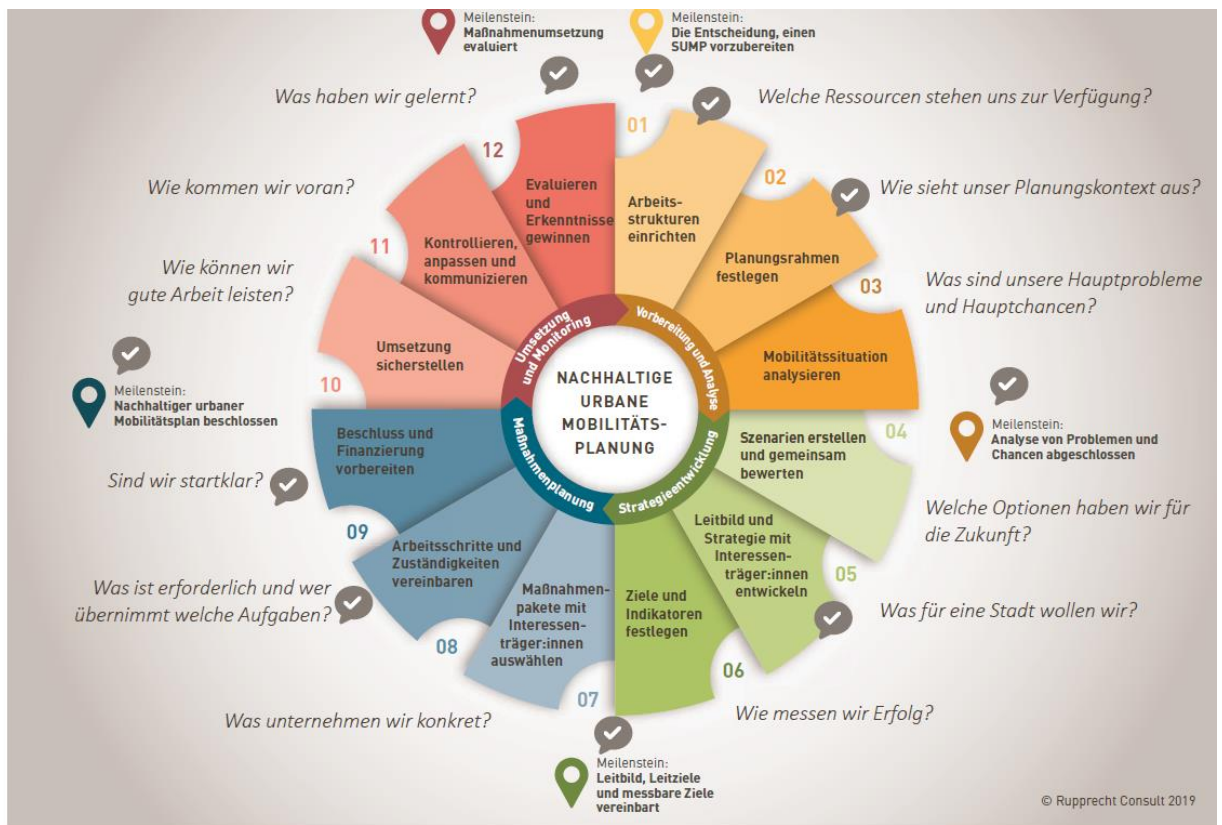 Meilenstein:
Maßnahmenumsetzung
evaluiert
Meilenstein:
Die Entscheidung, einen
SUMP vorzubereiten
Was haben wir gelernt?
Welche Ressourcen stehen uns zur Verfügung?
12
01
Evaluieren
und
Erkenntnisse
gewinnen
Arbeits-
strukturen
einrichten
02
Wie kommen wir voran?
Wie sieht unser Planungskontext aus?
11
Kontrollieren,
anpassen und
kommunizieren
Planungsrahmen
festlegen
03
Wie können wir
gute Arbeit leisten?
Was sind unsere Hauptprobleme
und Hauptchancen?
Umsetzung
sicherstellen
10
Mobilitätssituation
analysieren
Umsetzung
und Monitoring
Vorbereitung und Analyse
NACHHALTIGE
URBANE
MOBILITÄTS-
PLANUNG
Maßnahmenplanung
Strategieentwicklung
Meilenstein:
Nachhaltiger urbaner
Mobilitätsplan beschlossen
Meilenstein:
Analyse von Problemen und
Chancen abgeschlossen
Beschluss und
Finanzierung
vorbereiten
04
Szenarien erstellen
und gemeinsam
bewerten
Sind wir startklar?
Welche Optionen haben wir für
die Zukunft?
09
Arbeitsschritte und
Zuständigkeiten
vereinbaren
Leitbild und
Strategie mit
Interessen-
träger:innen
entwickeln
05
Was ist erforderlich und wer
übernimmt welche Aufgaben?
Was für eine Stadt wollen wir?
08
Maßnahmen-
pakete mit
Interessen-
träger:innen
auswählen
Ziele und
Indikatoren
festlegen
06
07
Was unternehmen wir konkret?
Wie messen wir Erfolg?
Meilenstein:
Leitbild, Leitziele
und messbare Ziele
vereinbart
© Rupprecht Consult 2019